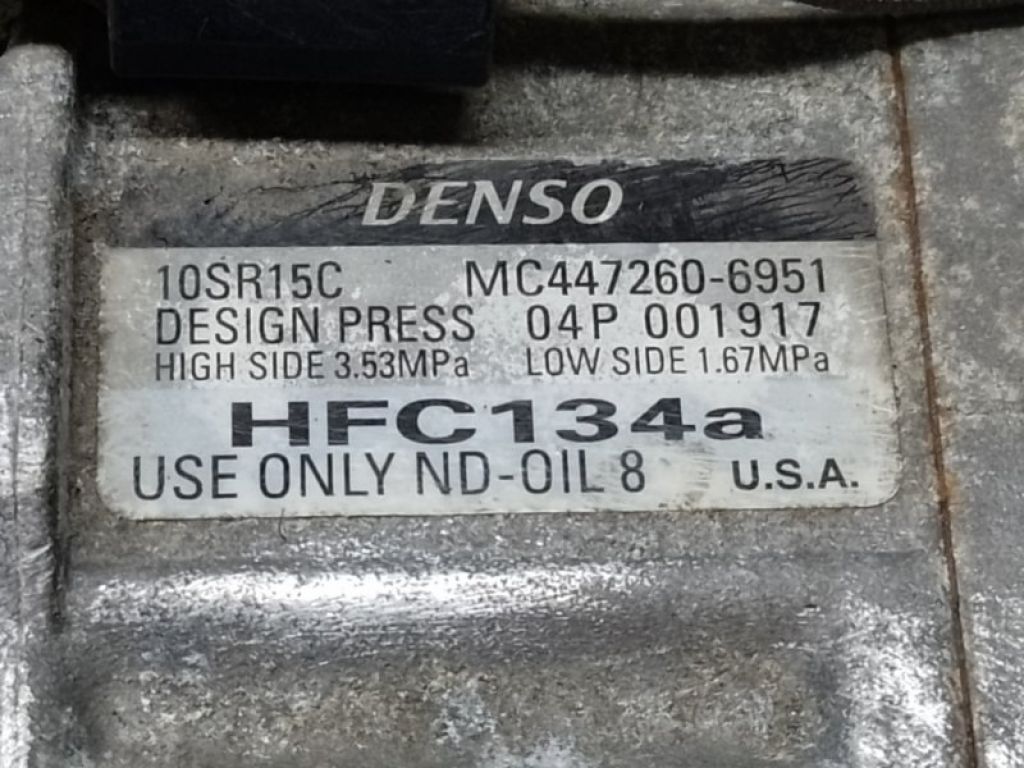 DENSO
10SR15C MC447260-6951
DESIGN PRESS 04P 001917
HIGH SIDE 3.53MPa LOW SIDE 1.67MPa
HFC134a
USE ONLY ND-OIL 8 U.S.A.